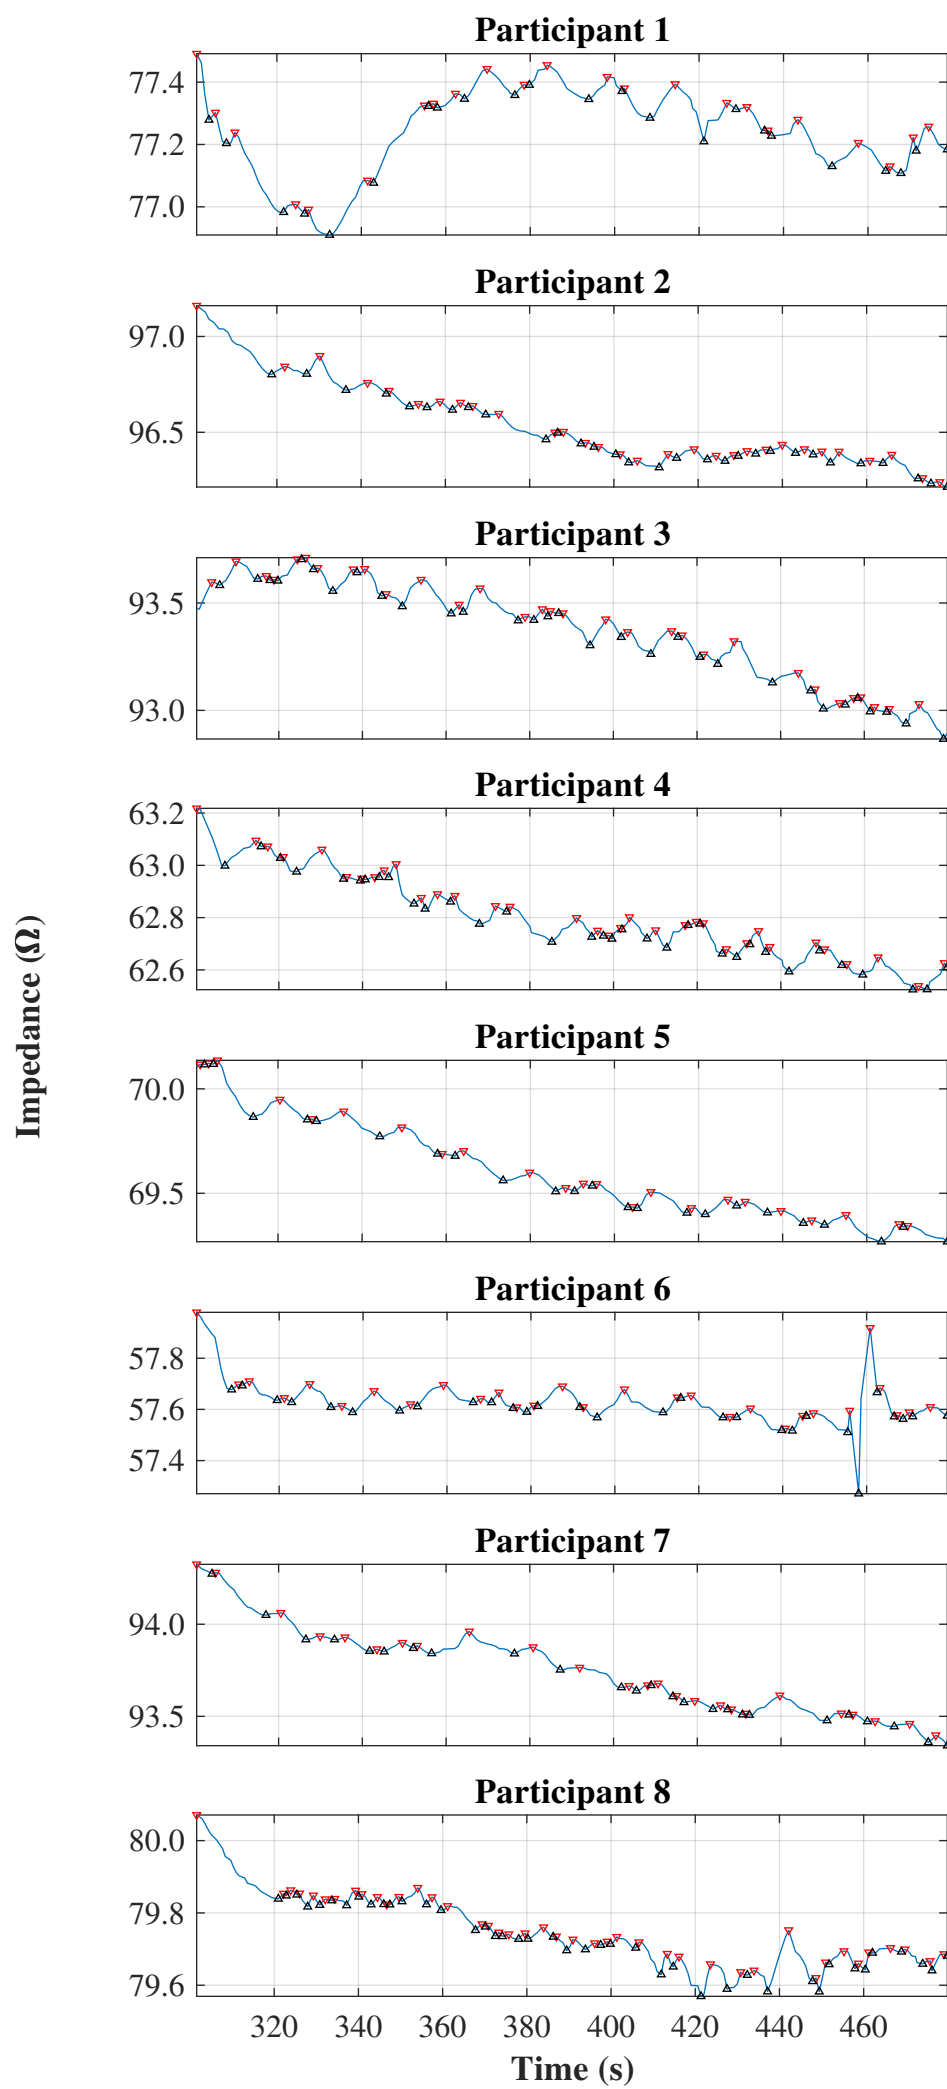 Participant 1
77.4
77.2
77.0
Participant 2
97.0
96.5
Participant 3
93.5
93.0
Participant 4
63.2
63.0
62.8
62.6
Impedance (Ω)
Participant 5
70.0
69.5
Participant 6
57.8
57.6
57.4
Participant 7
94.0
93.5
Participant 8
80.0
79.8
79.6
320 340 360 380 400 420 440 460
Time (s)